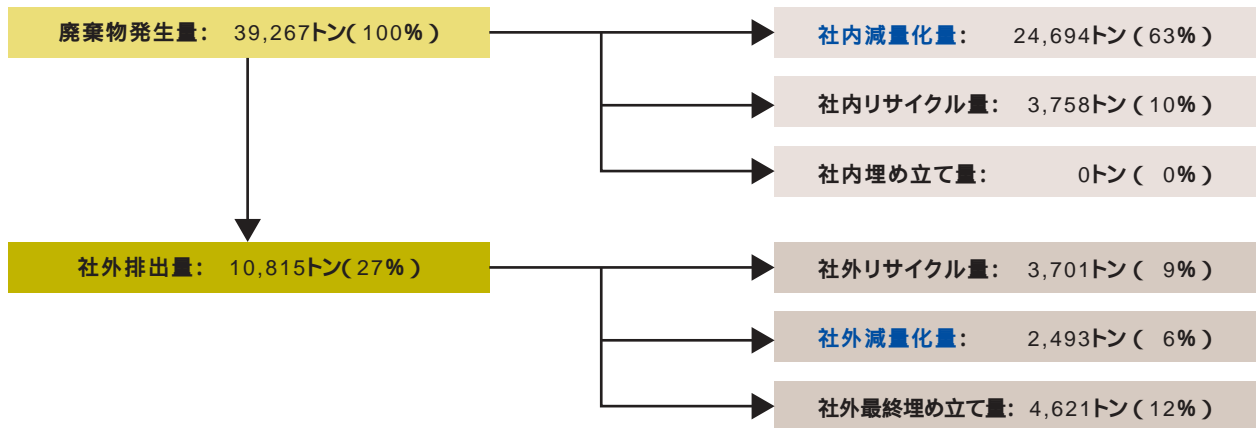 廃棄物発生量: 39,267トン(100%)
社内減量化量: 24,694トン(63%)
社内リサイクル量: 3,758トン(10%)
社内埋め立て量: 0トン( 0%)
社外排出量: 10,815トン(27%)
社外リサイクル量: 3,701トン( 9%)
社外減量化量: 2,493トン( 6%)
社外最終埋め立て量: 4,621トン(12%)